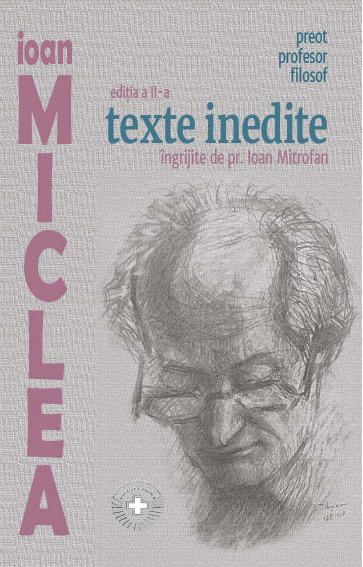 ioan
MICLEA
preot
profesor
filosof
ediția a II-a
texte inedite
îngrijite de pr. Ioan Mitrofan